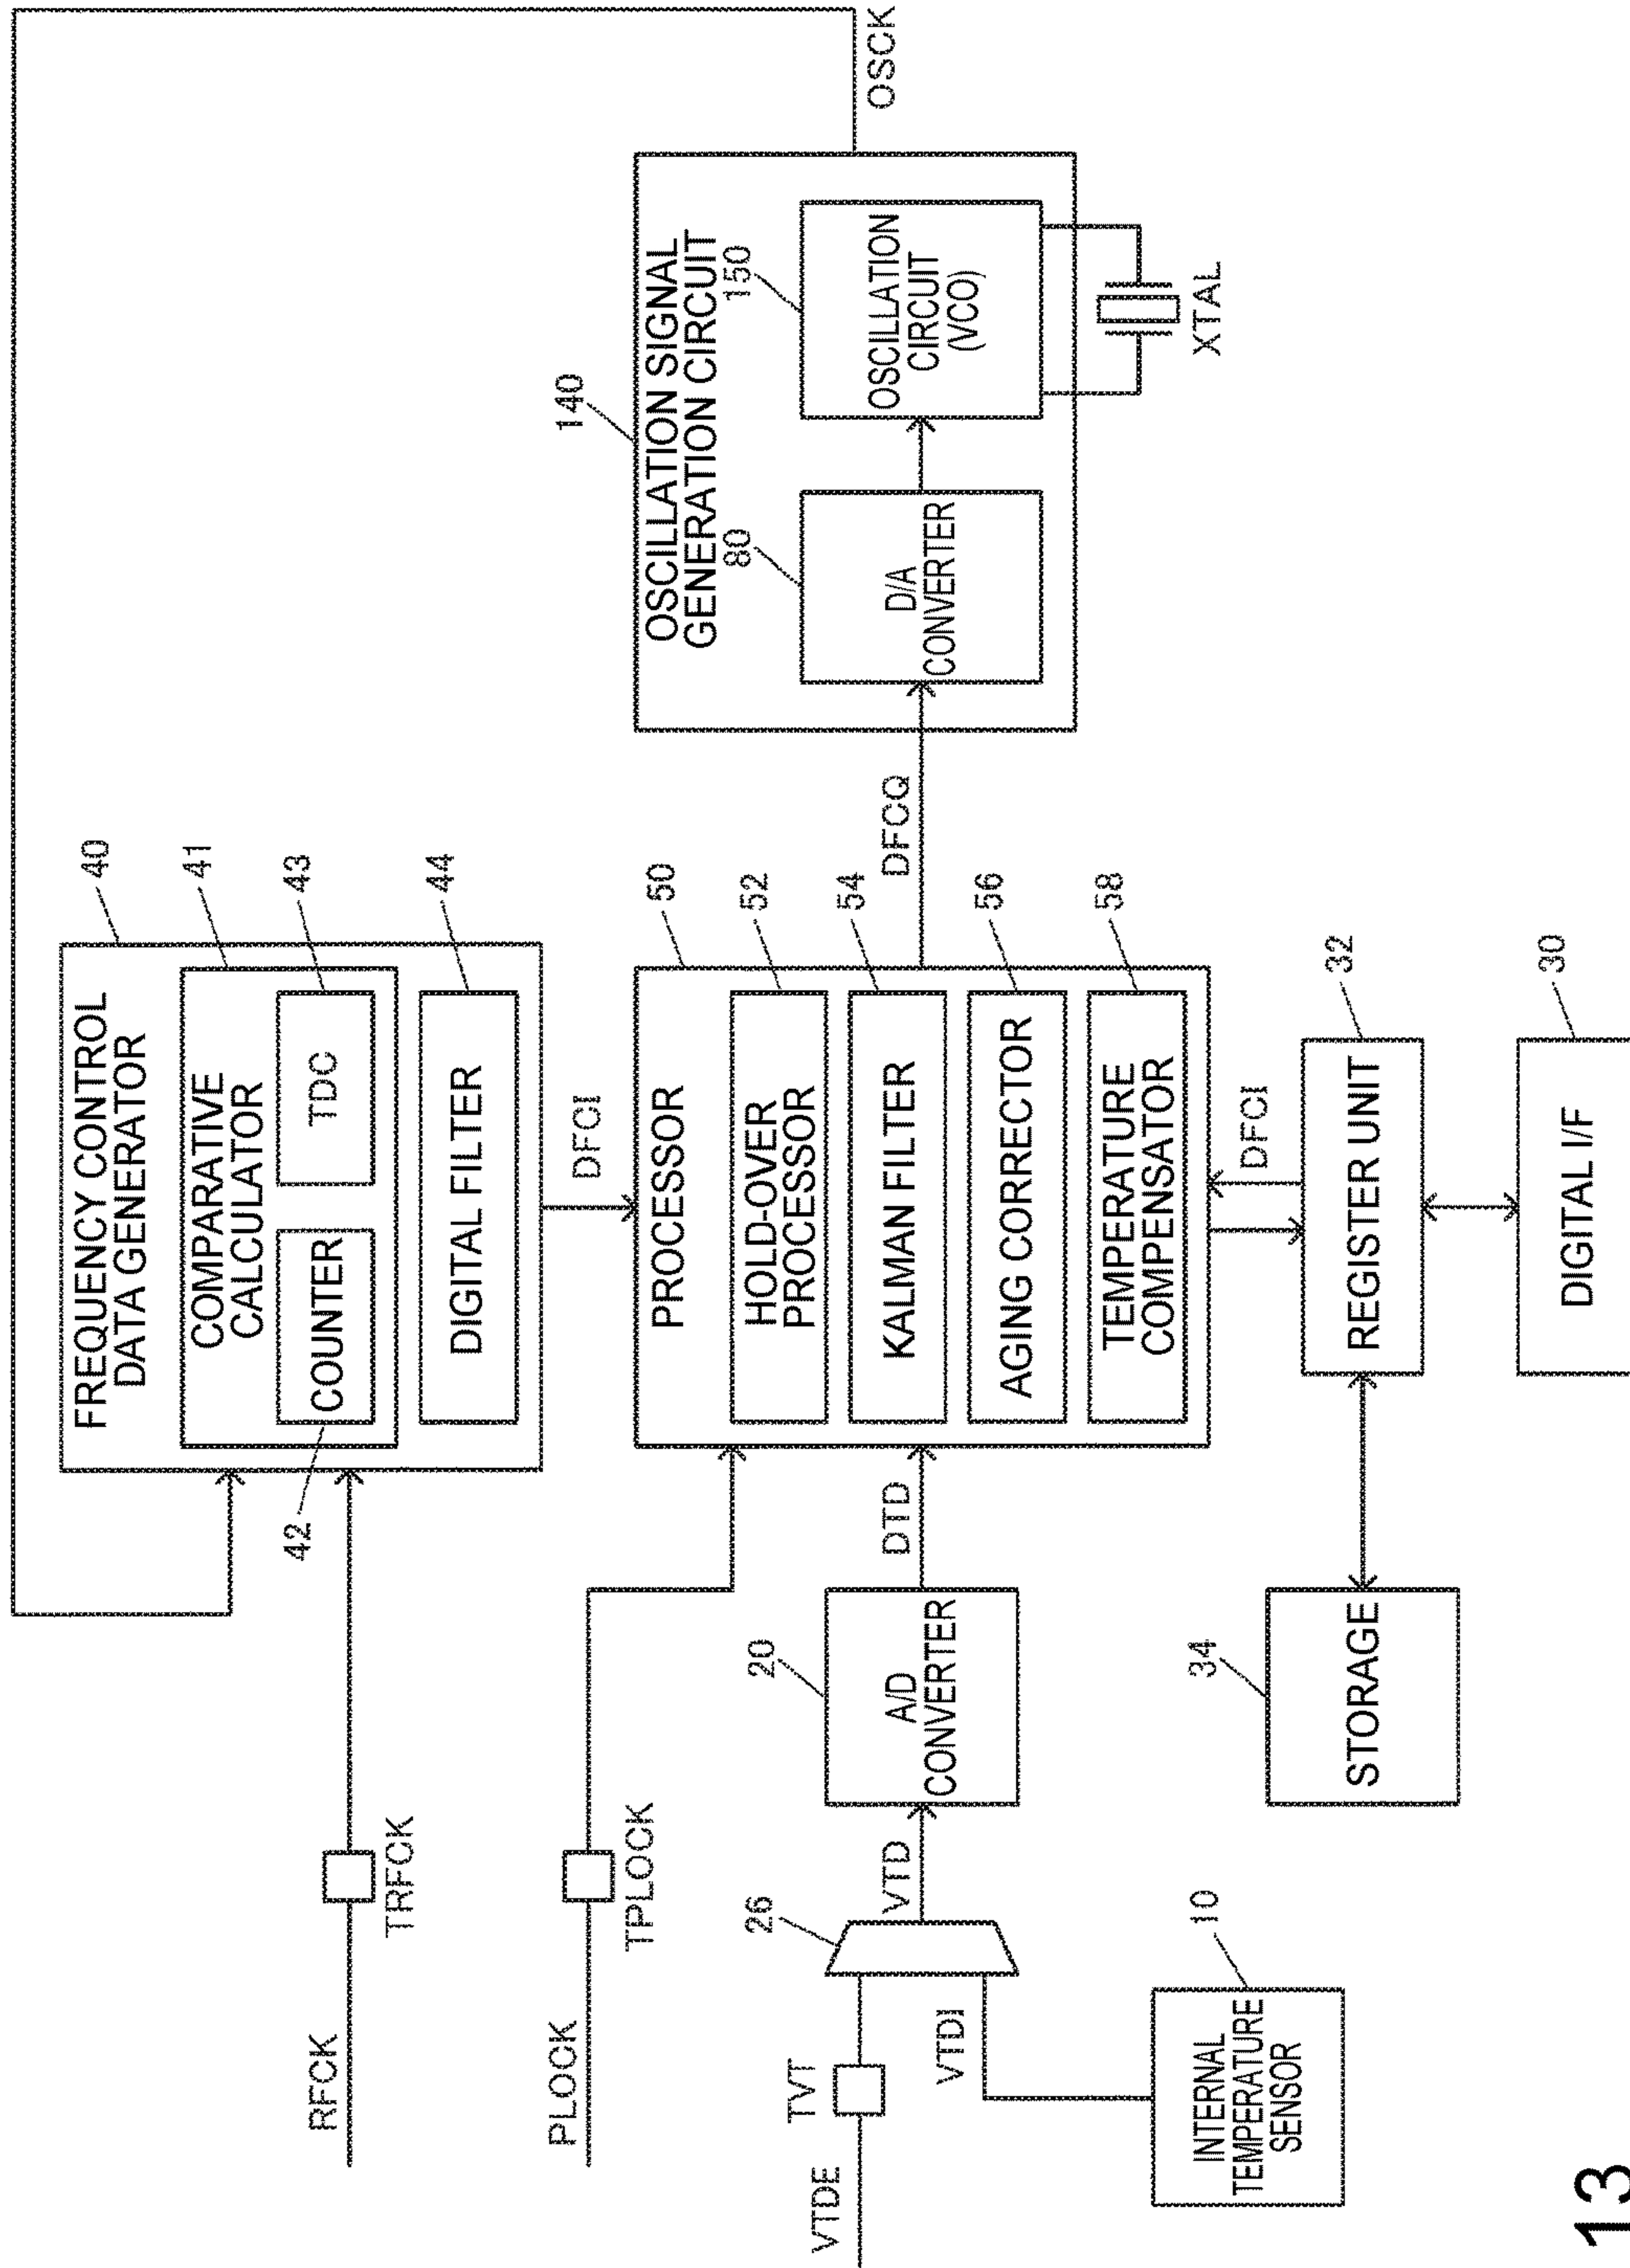 OSCK
40
FREQUENCY CONTROL
DATA GENERATOR
41
COMPARATIVE
CALCULATOR
43
42
COUNTER
TDC
44
DIGITAL FILTER
RFCK
TRFCK
DFCI
140
OSCILLATION SIGNAL
GENERATION CIRCUIT
80
150
D/A
CONVERTER
OSCILLATION
CIRCUIT
(VCO)
XTAL
PLOCK
TPLOCK
50
PROCESSOR
52
HOLD-OVER
PROCESSOR
54
KALMAN FILTER
56
AGING CORRECTOR
58
TEMPERATURE
COMPENSATOR
DFCQ
VTDE
TVT
26
VTD
20
A/D
CONVERTER
DTD
VTDI
10
INTERNAL
TEMPERATURE
SENSOR
DFCI
34
STORAGE
32
REGISTER UNIT
30
DIGITAL I/F
13